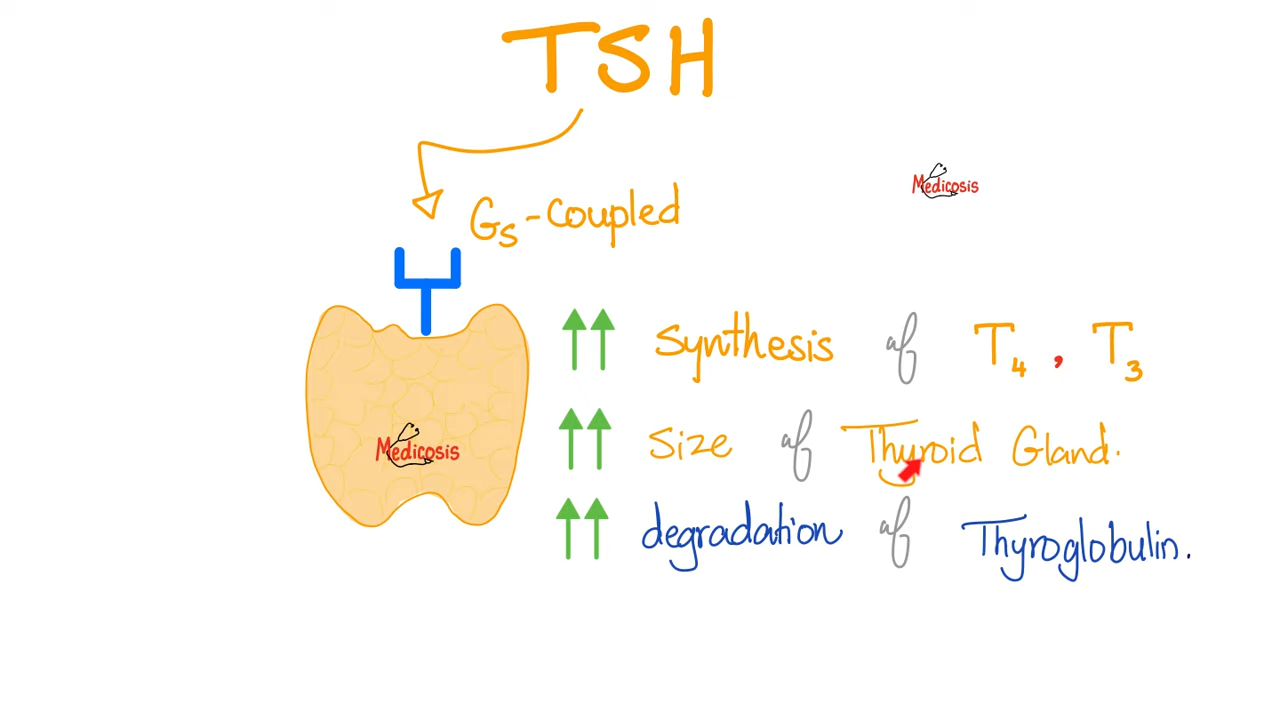 TSH
Medicosis
Gs-Coupled
Synthesis of T4, T3
Size of Thyroid Gland.
Medicosis
degradation of Thyroglobulin.